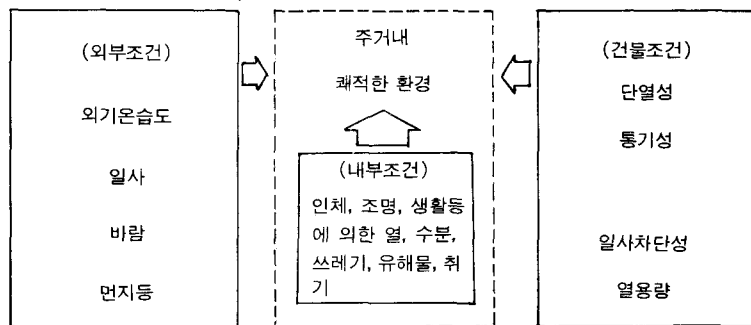 (외부조건)
외기온습도
일사
바람
먼지등
주거내
쾌적한 환경
(내부조건)
인체, 조명, 생활등
에 의한 열, 수분,
쓰레기, 유해물, 취
기
(건물조건)
단열성
통기성
일사차단성
열용량